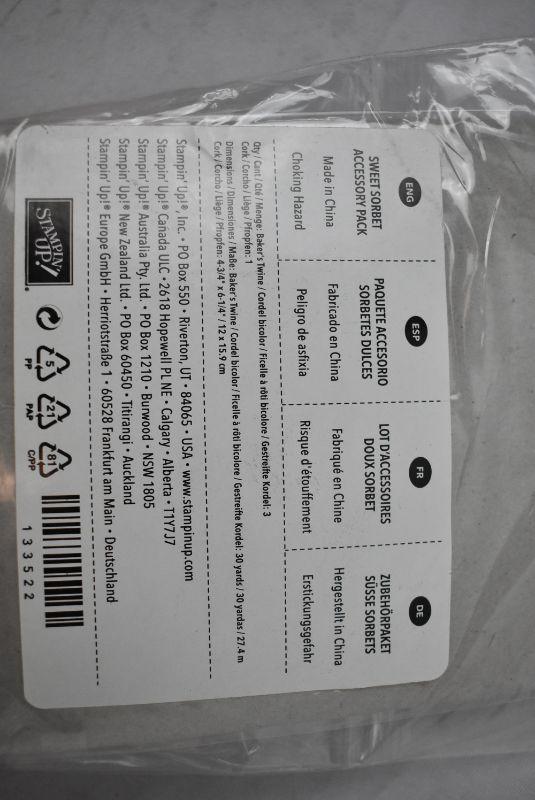 ENG
SWEET SORBET
ACCESSORY PACK
Made in China
Choking Hazard
ESP
PAQUETE ACCESORIO
SORBETES DULCES
Fabricado en China
Peligro de asfixia
FR
LOT D'ACCESSOIRES
DOUX SORBET
Fabriqué en Chine
Risque d'étouffement
DE
ZUBEHÖRPAKET
SÜSSE SORBETS
Hergestellt in China
Erstickungsgefahr
Qty / Cant / Qté / Menge: Baker's Twine / Cordel bicolor / Ficelle à rôti bicolore / Gestreifte Kordel: 3
Cork / Corcho / Liège / Pfropfen: 1
Dimensions / Dimensiones / Maße: Baker's Twine / Cordel bicolor / Ficelle à rôti bicolore / Gestreifte Kordel: 30 yards / 30 yardas / 27.4 m
Cork / Corcho / Liège / Pfropfen: 4-3/4" x 6-1/4" / 12 x 15.9 cm
Stampin' Up!®, Inc. • PO Box 550 • Riverton, UT • 84065 • USA • www.stampinup.com
Stampin' Up!® Canada ULC • 2618 Hopewell PL NE • Calgary • Alberta • T1Y7J7
Stampin' Up!® Australia Pty. Ltd. • PO Box 1210 • Burwood • NSW 1805
Stampin' Up!® New Zealand Ltd. • PO Box 60450 • Titirangi • Auckland
Stampin' Up!® Europe GmbH • Herriotstraße 1 • 60528 Frankfurt am Main • Deutschland
STAMPIN' UP!
5
PP
21
PAP
81
C/PP
133522